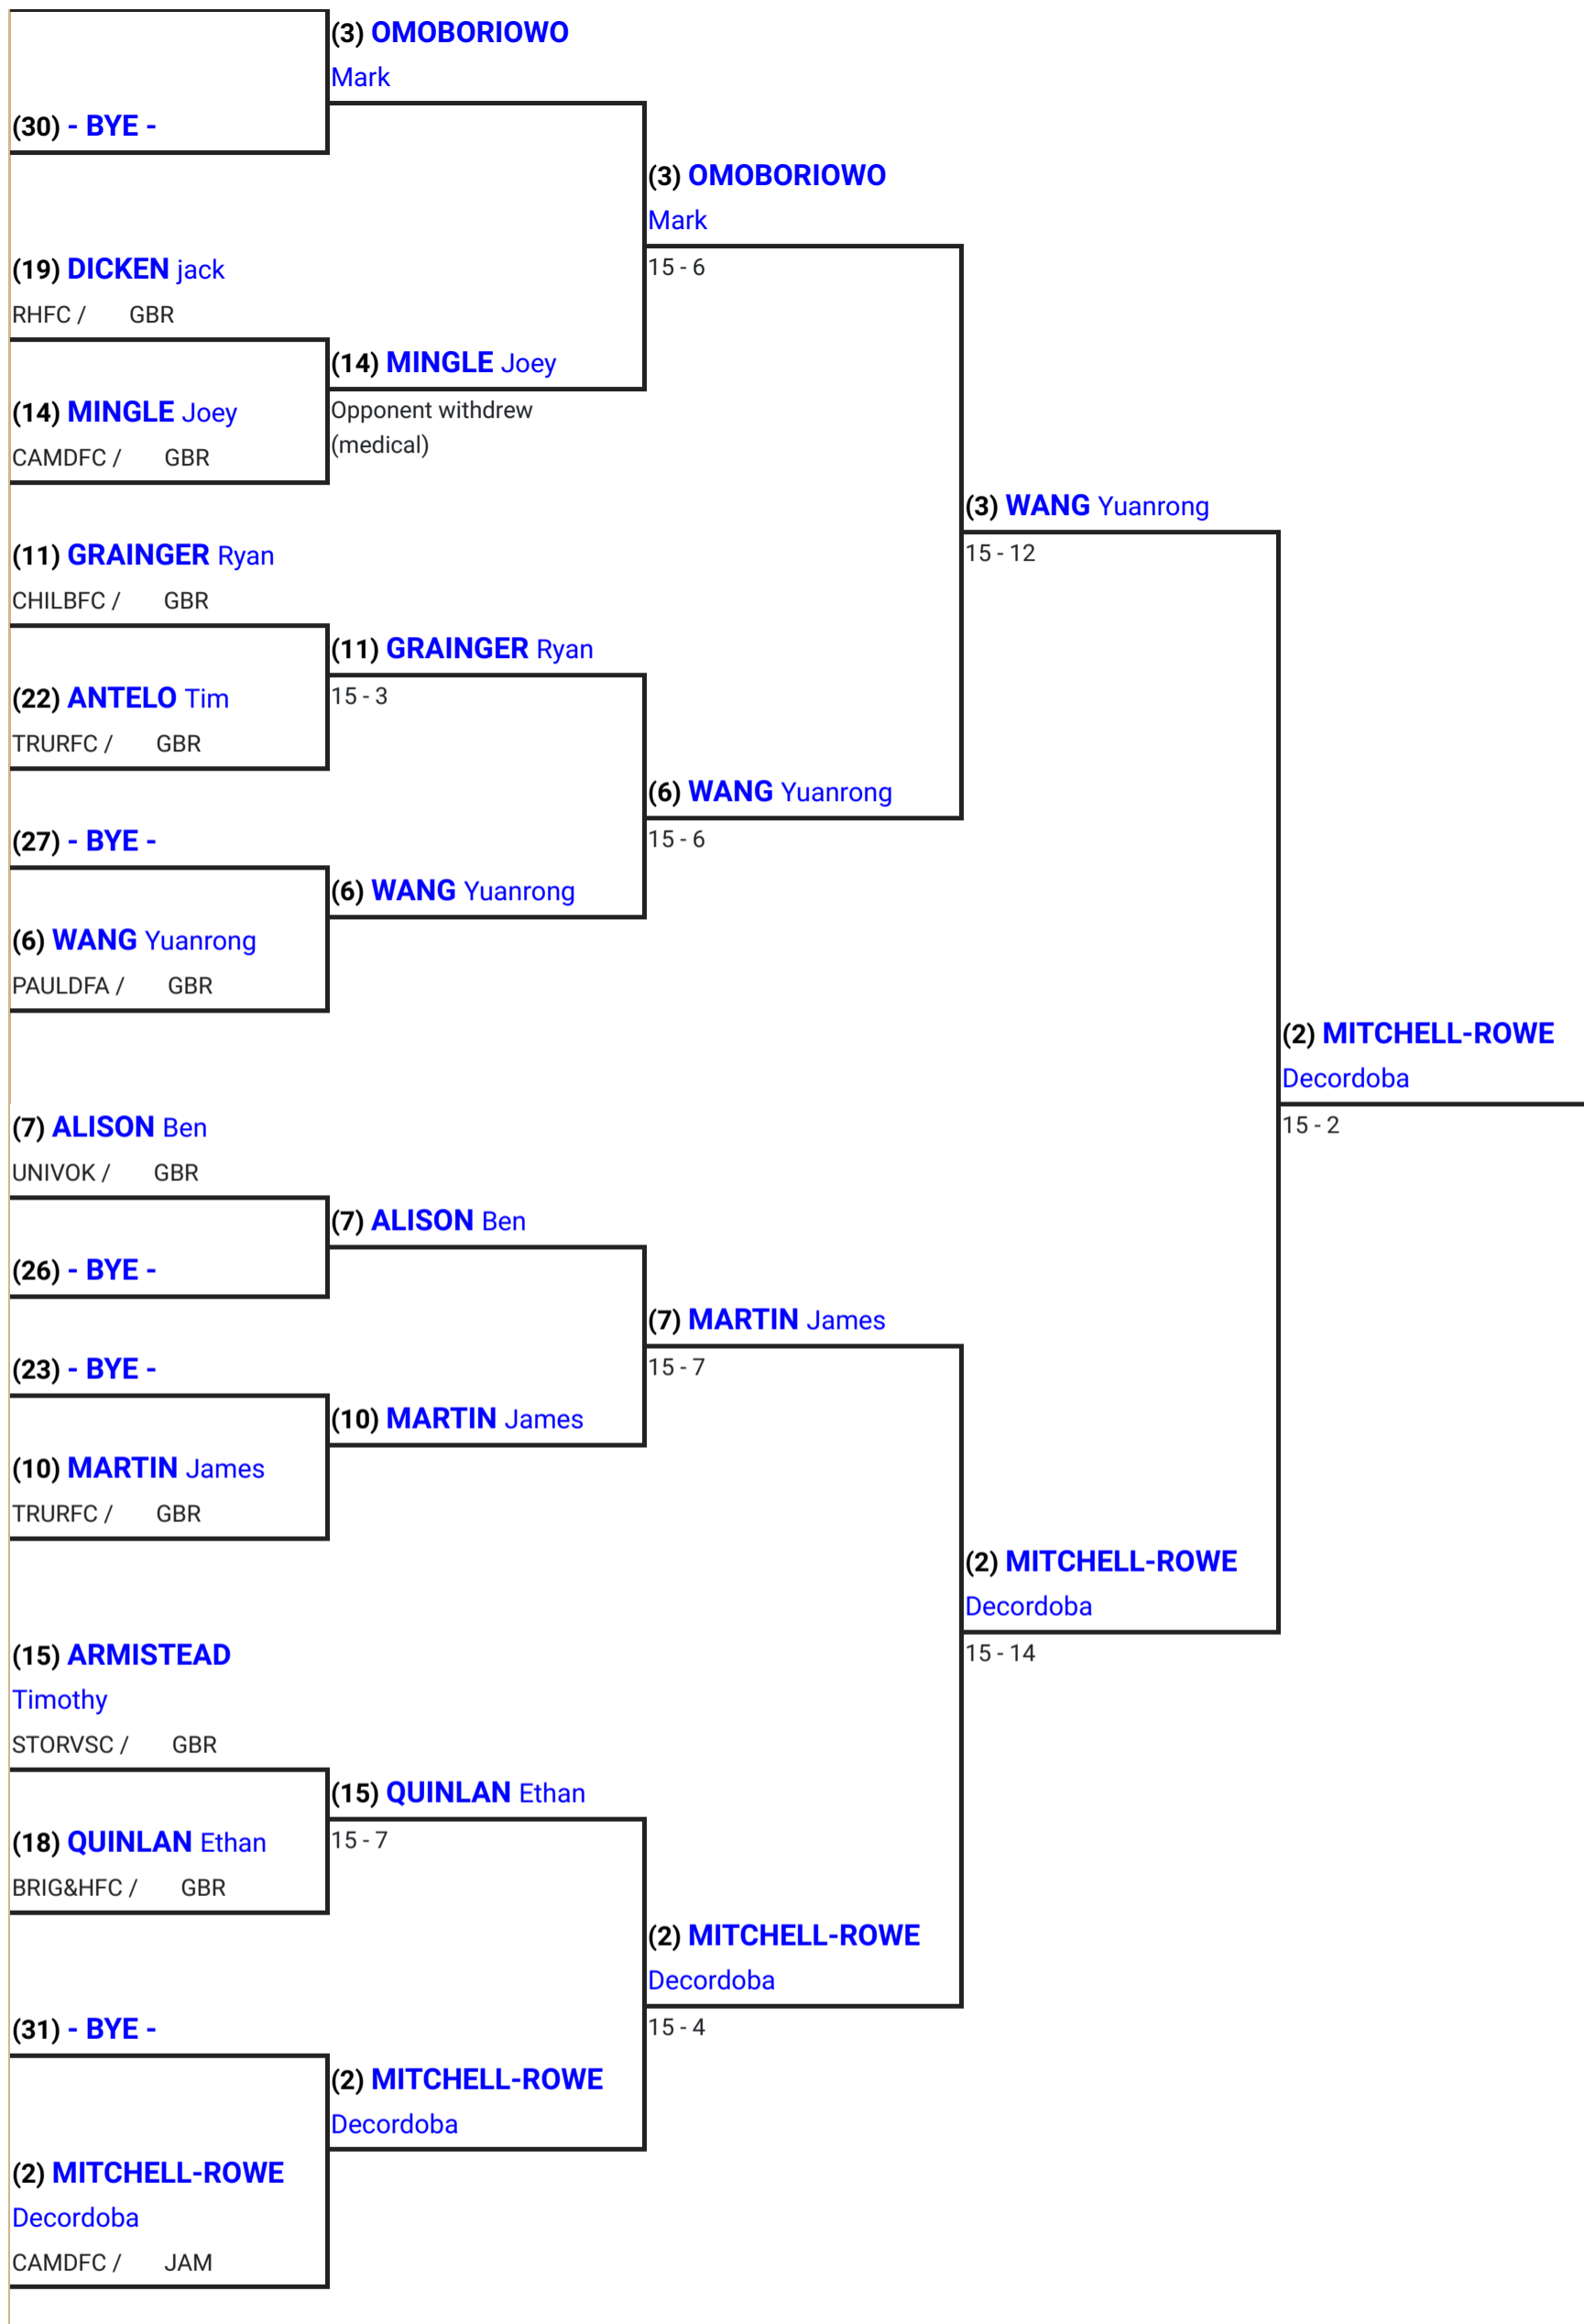 (3) OMOBORIOWO
Mark
(30) - BYE -
(3) OMOBORIOWO
Mark
15 - 6
(19) DICKEN jack
RHFC / GBR
(14) MINGLE Joey
Opponent withdrew
(medical)
(14) MINGLE Joey
CAMDFC / GBR
(3) WANG Yuanrong
15 - 12
(11) GRAINGER Ryan
CHILBFC / GBR
(11) GRAINGER Ryan
15 - 3
(22) ANTELO Tim
TRURFC / GBR
(6) WANG Yuanrong
15 - 6
(27) - BYE -
(6) WANG Yuanrong
(6) WANG Yuanrong
PAULDFA / GBR
(2) MITCHELL-ROWE
Decordoba
15 - 2
(7) ALISON Ben
UNIVOK / GBR
(7) ALISON Ben
(26) - BYE -
(7) MARTIN James
15 - 7
(23) - BYE -
(10) MARTIN James
(10) MARTIN James
TRURFC / GBR
(2) MITCHELL-ROWE
Decordoba
15 - 14
(15) ARMISTEAD
Timothy
STORVSC / GBR
(15) QUINLAN Ethan
15 - 7
(18) QUINLAN Ethan
BRIG&HFC / GBR
(2) MITCHELL-ROWE
Decordoba
15 - 4
(31) - BYE -
(2) MITCHELL-ROWE
Decordoba
(2) MITCHELL-ROWE
Decordoba
CAMDFC / JAM